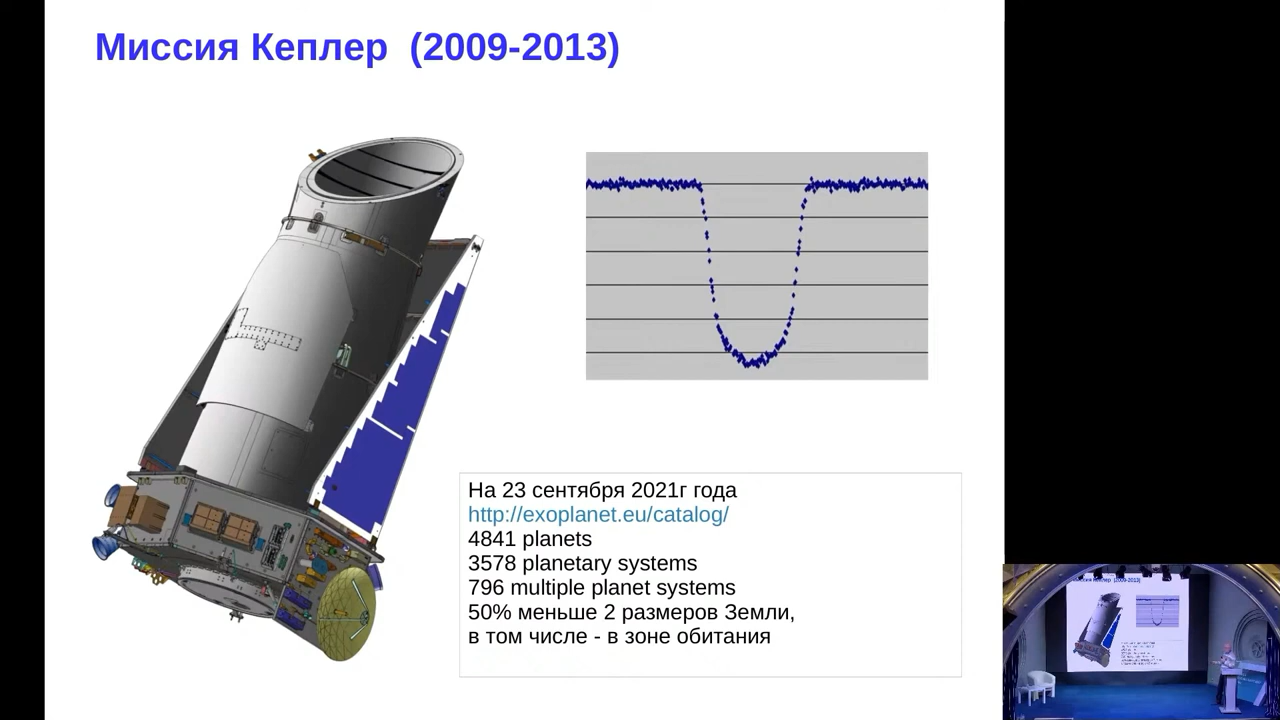 Миссия Кеплер (2009-2013)
На 23 сентября 2021г года
http://exoplanet.eu/catalog/
4841 planets
3578 planetary systems
796 multiple planet systems
50% меньше 2 размеров Земли,
в том числе - в зоне обитания